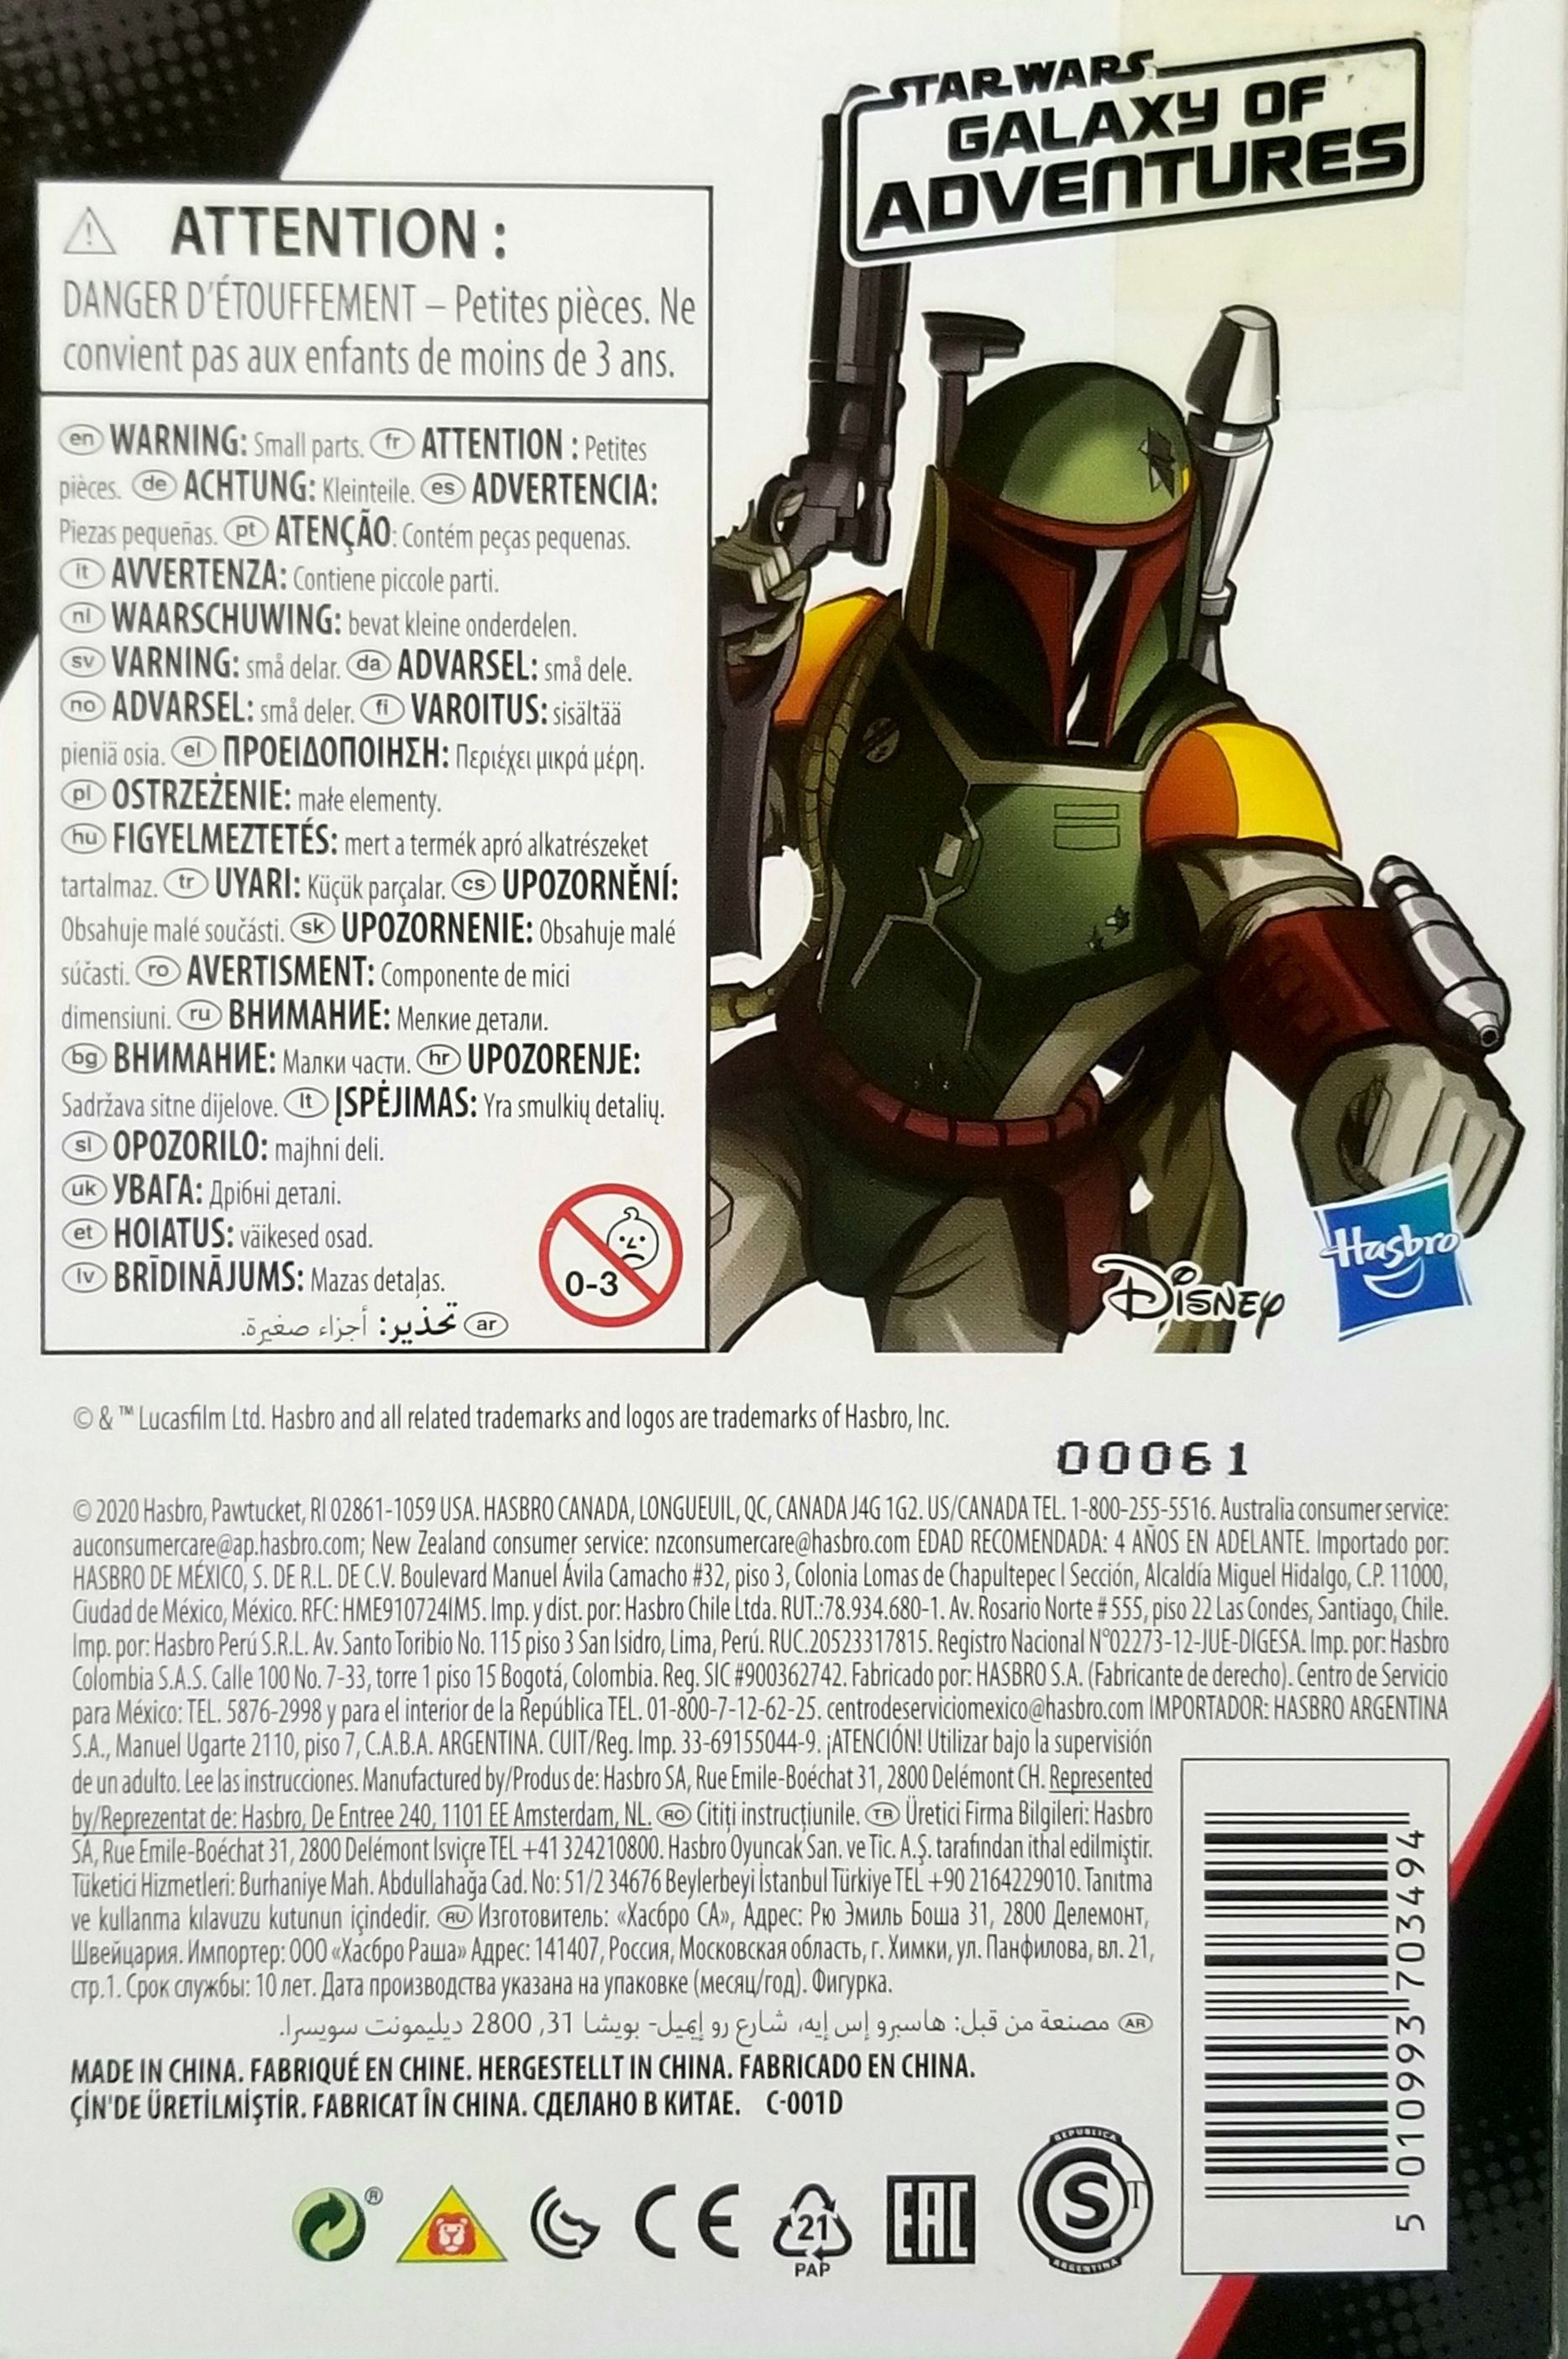 STAR WARS
GALAXY OF
ADVENTURES
ATTENTION :
DANGER D'ÉTOUFFEMENT – Petites pièces. Ne
convient pas aux enfants de moins de 3 ans.
en WARNING: Small parts. fr ATTENTION : Petites
pièces. de ACHTUNG: Kleinteile. es ADVERTENCIA:
Piezas pequeñas. pt ATENÇÃO: Contém peças pequenas.
it AVVERTENZA: Contiene piccole parti.
nl WAARSCHUWING: bevat kleine onderdelen.
sv VARNING: små delar. da ADVARSEL: små dele.
no ADVARSEL: små deler. fi VAROITUS: sisältää
pieniä osia. el ΠΡΟΕΙΔΟΠΟΙΗΣΗ: Περιέχει μικρά μέρη.
pl OSTRZEŻENIE: małe elementy.
hu FIGYELMEZTETÉS: mert a termék apró alkatrészeket
tartalmaz. tr UYARI: Küçük parçalar. cs UPOZORNĚNÍ:
Obsahuje malé součásti. sk UPOZORNENIE: Obsahuje malé
súčasti. ro AVERTISMENT: Componente de mici
dimensiuni. ru ВНИМАНИЕ: Мелкие детали.
bg ВНИМАНИЕ: Малки части. hr UPOZORENJE:
Sadržava sitne dijelove. lt ĮSPĖJIMAS: Yra smulkių detalių.
sl OPOZORILO: majhni deli.
uk УВАГА: Дрібні деталі.
et HOIATUS: väikesed osad.
lv BRĪDINĀJUMS: Mazas detaļas.
ar تحذير: أجزاء صغيرة.
0-3
Disney
Hasbro
© & ™ Lucasfilm Ltd. Hasbro and all related trademarks and logos are trademarks of Hasbro, Inc.
00061
© 2020 Hasbro, Pawtucket, RI 02861-1059 USA. HASBRO CANADA, LONGUEUIL, QC, CANADA J4G 1G2. US/CANADA TEL. 1-800-255-5516. Australia consumer service:
auconsumercare@ap.hasbro.com; New Zealand consumer service: nzconsumercare@hasbro.com EDAD RECOMENDADA: 4 AÑOS EN ADELANTE. Importado por:
HASBRO DE MÉXICO, S. DE R.L. DE C.V. Boulevard Manuel Ávila Camacho #32, piso 3, Colonia Lomas de Chapultepec I Sección, Alcaldía Miguel Hidalgo, C.P. 11000,
Ciudad de México, México. RFC: HME910724IM5. Imp. y dist. por: Hasbro Chile Ltda. RUT.:78.934.680-1. Av. Rosario Norte # 555, piso 22 Las Condes, Santiago, Chile.
Imp. por: Hasbro Perú S.R.L. Av. Santo Toribio No. 115 piso 3 San Isidro, Lima, Perú. RUC.20523317815. Registro Nacional N°02273-12-JUE-DIGESA. Imp. por: Hasbro
Colombia S.A.S. Calle 100 No. 7-33, torre 1 piso 15 Bogotá, Colombia. Reg. SIC #900362742. Fabricado por: HASBRO S.A. (Fabricante de derecho). Centro de Servicio
para México: TEL. 5876-2998 y para el interior de la República TEL. 01-800-7-12-62-25. centrodeserviciomexico@hasbro.com IMPORTADOR: HASBRO ARGENTINA
S.A., Manuel Ugarte 2110, piso 7, C.A.B.A. ARGENTINA. CUIT/Reg. Imp. 33-69155044-9. ¡ATENCIÓN! Utilizar bajo la supervisión
de un adulto. Lee las instrucciones. Manufactured by/Produs de: Hasbro SA, Rue Emile-Boéchat 31, 2800 Delémont CH. Represented
by/Reprezentat de: Hasbro, De Entree 240, 1101 EE Amsterdam, NL. RO Citiți instrucțiunile. TR Üretici Firma Bilgileri: Hasbro
SA, Rue Emile-Boéchat 31, 2800 Delémont Isviçre TEL +41 324210800. Hasbro Oyuncak San. ve Tic. A.Ş. tarafından ithal edilmiştir.
Tüketici Hizmetleri: Burhaniye Mah. Abdullahağa Cad. No: 51/2 34676 Beylerbeyi İstanbul Türkiye TEL +90 2164229010. Tanıtma
ve kullanma kılavuzu kutunun içindedir. RU Изготовитель: «Хасбро СА», Адрес: Рю Эмиль Боша 31, 2800 Делемонт,
Швейцария. Импортер: ООО «Хасбро Раша» Адрес: 141407, Россия, Московская область, г. Химки, ул. Панфилова, вл. 21,
стр.1. Срок службы: 10 лет. Дата производства указана на упаковке (месяц/год). Фигурка.
AR مصنعة من قبل: هاسبرو إس إيه، شارع رو إميل- بويشا 31, 2800 ديليمونت سويسرا.
MADE IN CHINA. FABRIQUÉ EN CHINE. HERGESTELLT IN CHINA. FABRICADO EN CHINA.
ÇİN'DE ÜRETİLMİŞTİR. FABRICAT ÎN CHINA. СДЕЛАНО В КИТАЕ. C-001D
5 010993 703494
®
CE
21
PAP
EAC
REPUBLICA
S
T
ARGENTINA